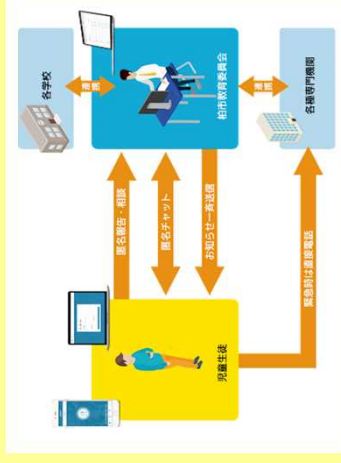 各学校
連携
柏市教育委員会
連携
各種専門機関
匿名報告・相談
匿名チャット
お知らせ一斉送信
児童生徒
緊急時は直接電話